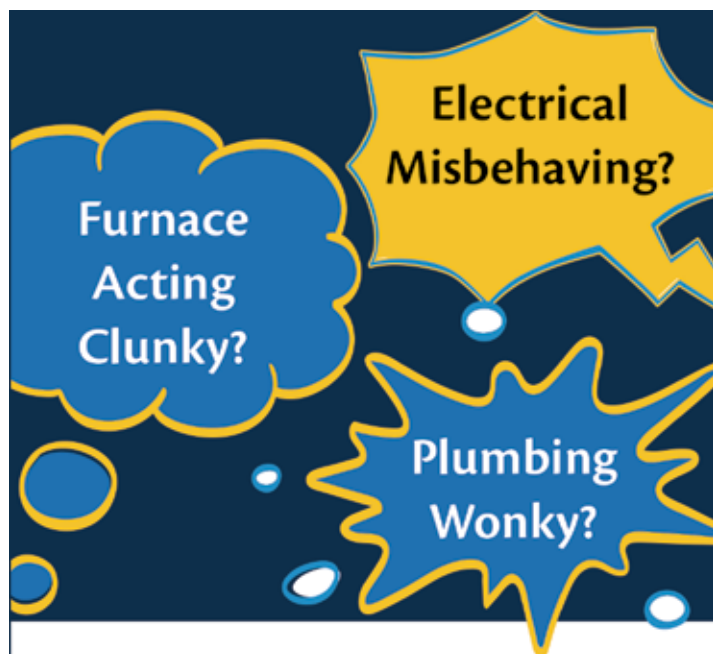 Electrical
Misbehaving?
Furnace
Acting
Clunky?
Plumbing
Wonky?